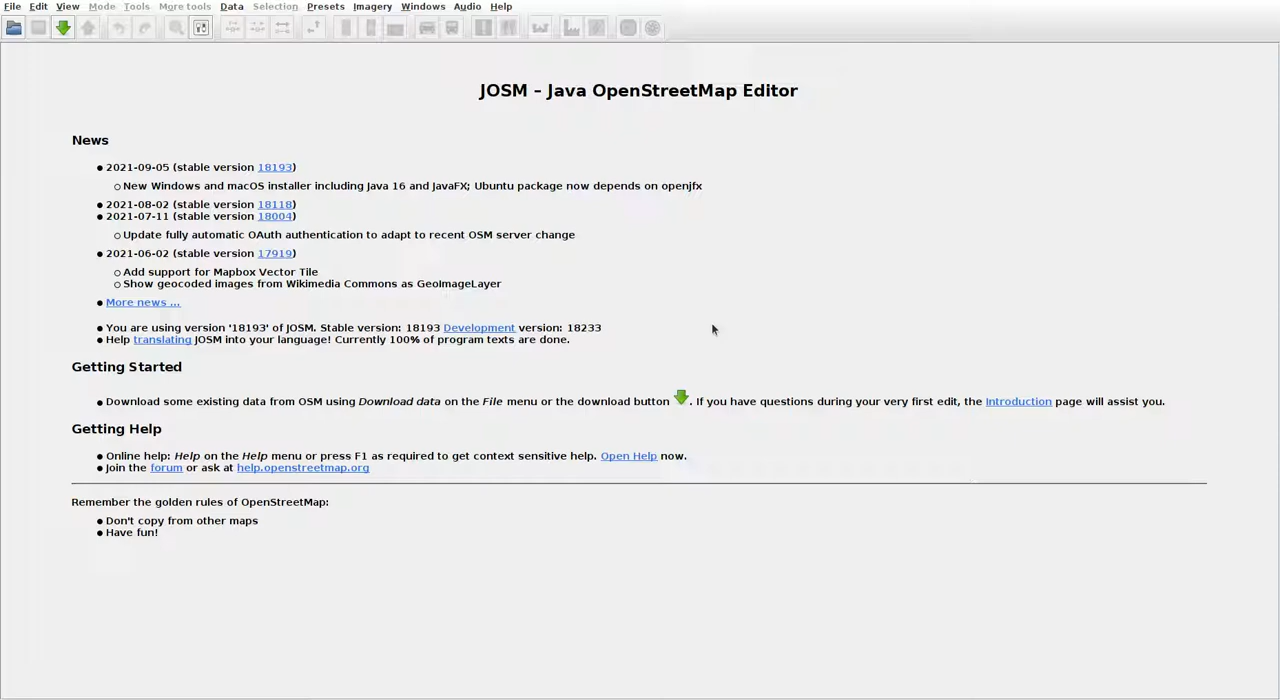 File Edit View Mode Tools More tools Data Selection Presets Imagery Windows Audio Help
JOSM – Java OpenStreetMap Editor
News
● 2021-09-05 (stable version 18193)
○ New Windows and macOS installer including Java 16 and JavaFX; Ubuntu package now depends on openjfx
● 2021-08-02 (stable version 18118)
● 2021-07-11 (stable version 18004)
○ Update fully automatic OAuth authentication to adapt to recent OSM server change
● 2021-06-02 (stable version 17919)
○ Add support for Mapbox Vector Tile
○ Show geocoded images from Wikimedia Commons as GeoImageLayer
● More news ...
● You are using version '18193' of JOSM. Stable version: 18193 Development version: 18233
● Help translating JOSM into your language! Currently 100% of program texts are done.
Getting Started
● Download some existing data from OSM using Download data on the File menu or the download button . If you have questions during your very first edit, the Introduction page will assist you.
Getting Help
● Online help: Help on the Help menu or press F1 as required to get context sensitive help. Open Help now.
● Join the forum or ask at help.openstreetmap.org
Remember the golden rules of OpenStreetMap:
● Don't copy from other maps
● Have fun!